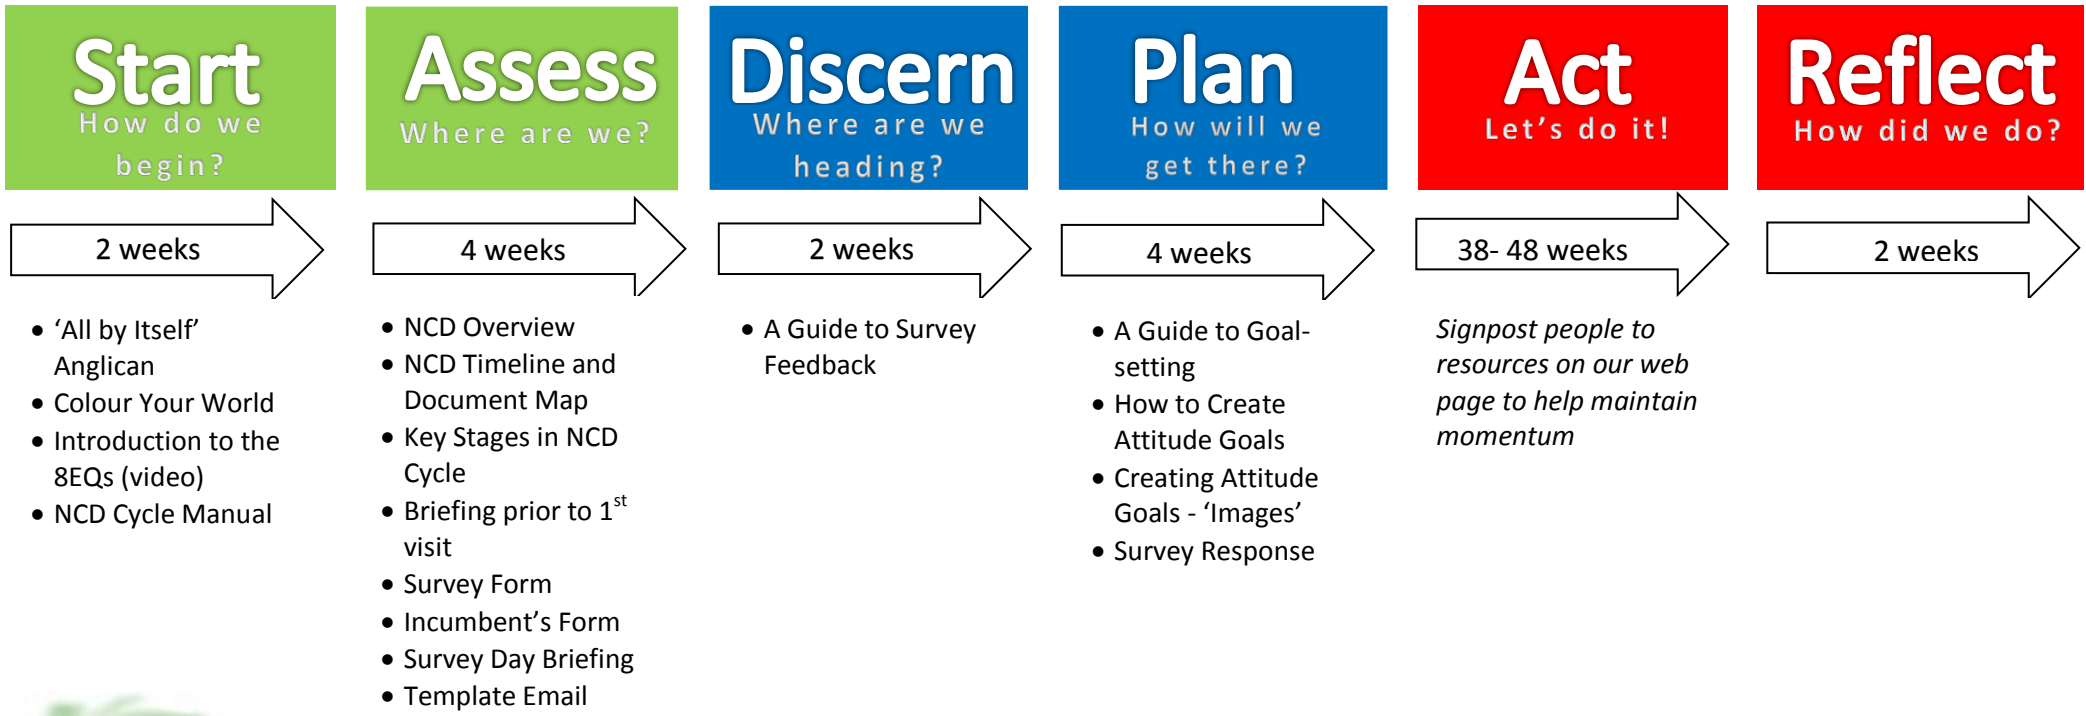 Start
How do we
begin?
Assess
Where are we?
Discern
Where are we
heading?
Plan
How will we
get there?
Act
Let’s do it!
Reflect
How did we do?
2 weeks
4 weeks
2 weeks
4 weeks
38- 48 weeks
2 weeks
• ‘All by Itself’
Anglican
• Colour Your World
• Introduction to the
8EQs (video)
• NCD Cycle Manual
• NCD Overview
• NCD Timeline and
Document Map
• Key Stages in NCD
Cycle
• Briefing prior to 1st
visit
• Survey Form
• Incumbent’s Form
• Survey Day Briefing
• Template Email
• A Guide to Survey
Feedback
• A Guide to Goal-
setting
• How to Create
Attitude Goals
• Creating Attitude
Goals - ‘Images’
• Survey Response
Signpost people to
resources on our web
page to help maintain
momentum